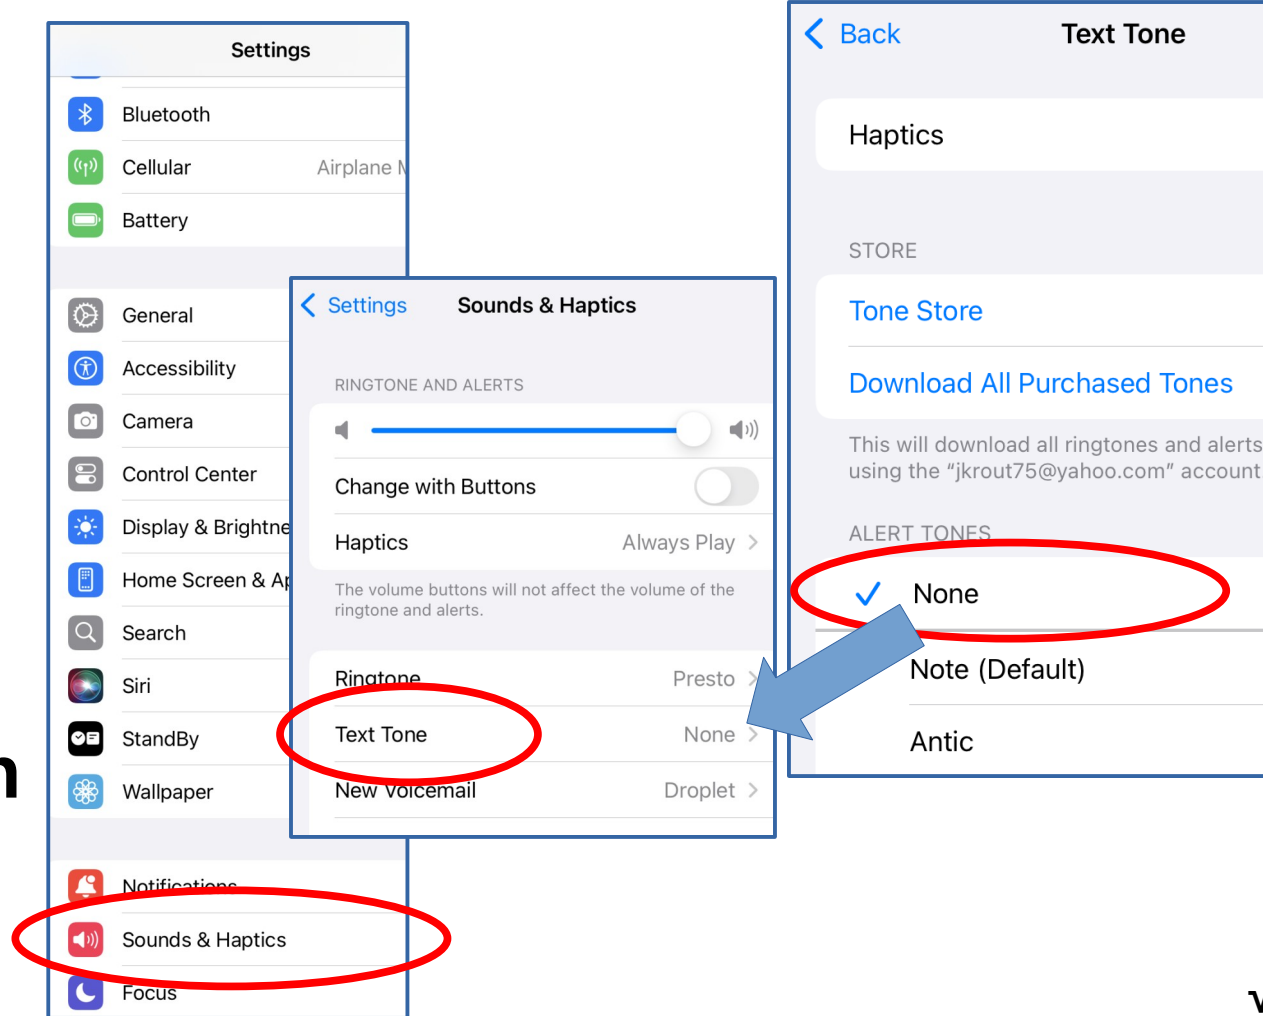 Settings
Bluetooth
Cellular Airplane
Battery
General
Accessibility
Camera
Control Center
Display & Brightne
Home Screen & Ap
Search
Siri
StandBy
Wallpaper
Notifications
Sounds & Haptics
Focus
n
Settings Sounds & Haptics
RINGTONE AND ALERTS
Change with Buttons
Haptics Always Play
The volume buttons will not affect the volume of the
ringtone and alerts.
Ringtone Presto
Text Tone None
New Voicemail Droplet
Back Text Tone
Haptics
STORE
Tone Store
Download All Purchased Tones
This will download all ringtones and alerts
using the “jkrout75@yahoo.com” account
ALERT TONES
None
Note (Default)
Antic